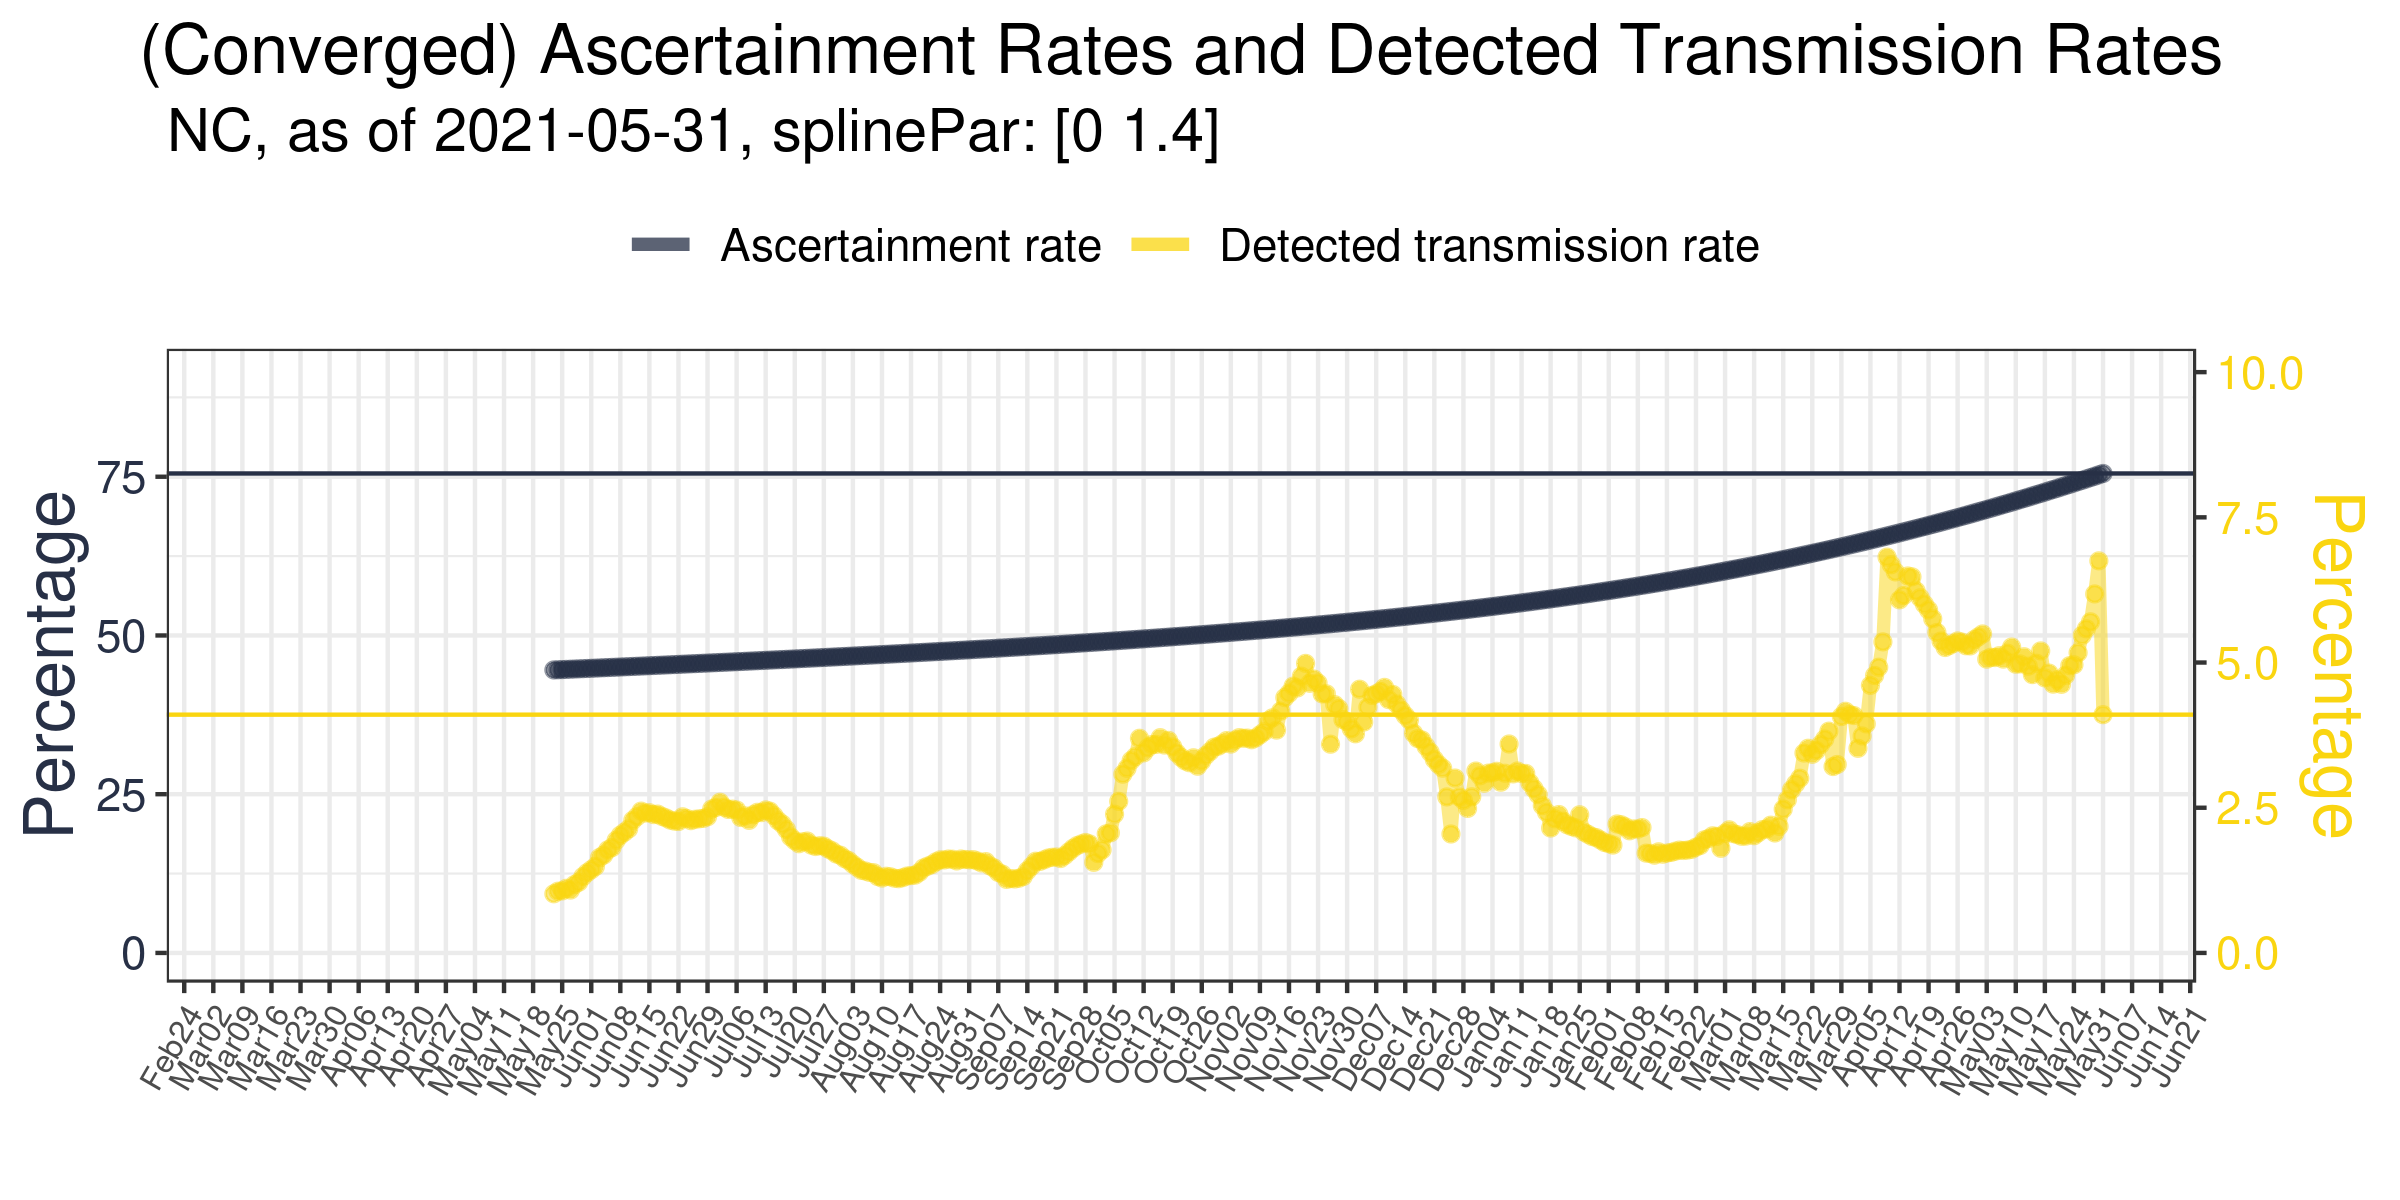 (Converged) Ascertainment Rates and Detected Transmission Rates
NC, as of 2021-05-31, splinePar: [0 1.4]
Ascertainment rate Detected transmission rate
Percentage
75
50
25
0
10.0
7.5
5.0
2.5
0.0
Percentage
Feb24
Mar02
Mar09
Mar16
Mar23
Mar30
Apr06
Apr13
Apr20
Apr27
May04
May11
May18
May25
Jun01
Jun08
Jun15
Jun22
Jun29
Jul06
Jul13
Jul20
Jul27
Aug03
Aug10
Aug17
Aug24
Aug31
Sep07
Sep14
Sep21
Sep28
Oct05
Oct12
Oct19
Oct26
Nov02
Nov09
Nov16
Nov23
Nov30
Dec07
Dec14
Dec21
Dec28
Jan04
Jan11
Jan18
Jan25
Feb01
Feb08
Feb15
Feb22
Mar01
Mar08
Mar15
Mar22
Mar29
Apr05
Apr12
Apr19
Apr26
May03
May10
May17
May24
May31
Jun07
Jun14
Jun21